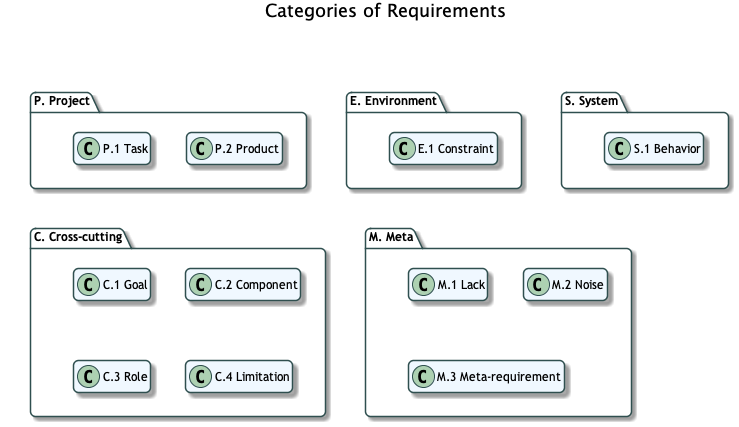 Categories of Requirements
P. Project
C P.1 Task
C P.2 Product
E. Environment
C E.1 Constraint
S. System
C S.1 Behavior
C. Cross-cutting
C C.1 Goal
C C.2 Component
C C.3 Role
C C.4 Limitation
M. Meta
C M.1 Lack
C M.2 Noise
C M.3 Meta-requirement